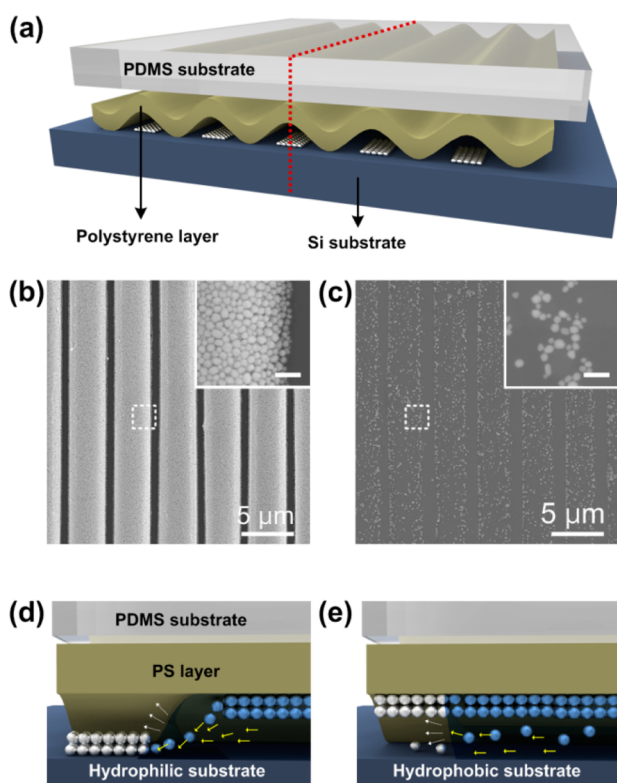 (a)
PDMS substrate
Polystyrene layer
Si substrate
(b)
5 μm
(c)
5 μm
(d)
PDMS substrate
PS layer
Hydrophilic substrate
(e)
Hydrophobic substrate